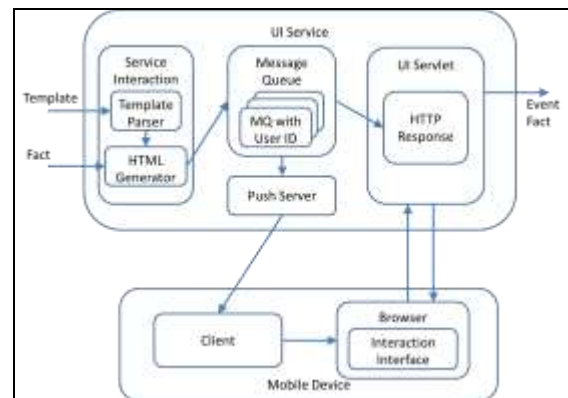 UI Service
Service
Interaction
Template
Parser
HTML
Generator
Message
Queue
MQ with
User ID
Push Server
UI Servlet
HTTP
Response
Template
Fact
Event
Fact
Client
Browser
Interaction
Interface
Mobile Device